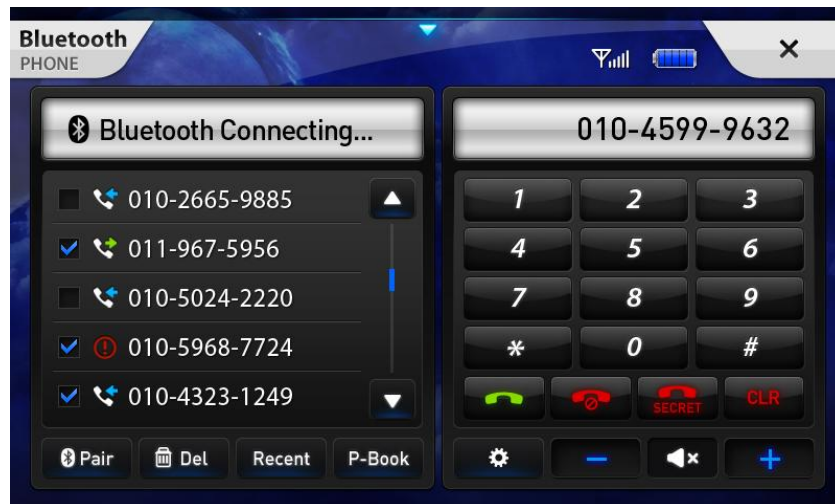 Bluetooth
PHONE
Bluetooth Connecting...
010-2665-9885
011-967-5956
010-5024-2220
010-5968-7724
010-4323-1249
Pair Del Recent P-Book
010-4599-9632
1 2 3
4 5 6
7 8 9
* 0 #
SECRET CLR